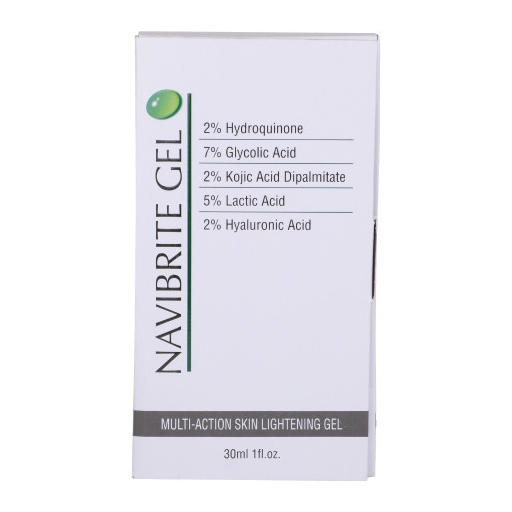 NAVIBRITE GEL
2% Hydroquinone
7% Glycolic Acid
2% Kojic Acid Dipalmitate
5% Lactic Acid
2% Hyaluronic Acid
MULTI-ACTION SKIN LIGHTENING GEL
30ml 1fl.oz.